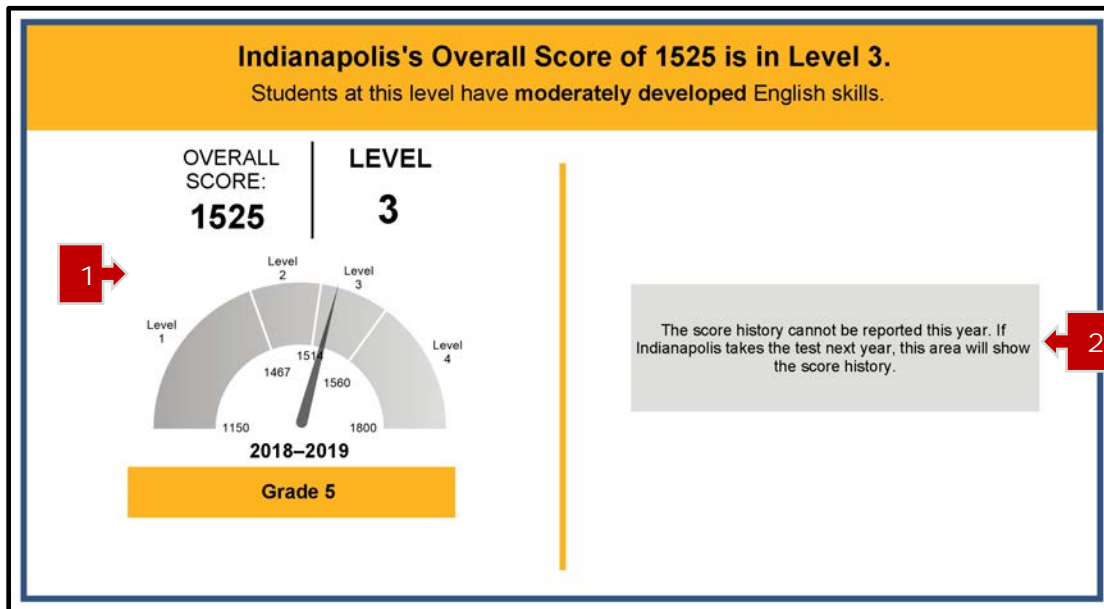 Indianapolis's Overall Score of 1525 is in Level 3.
Students at this level have moderately developed English skills.
OVERALL
SCORE:
1525
LEVEL
3
1
Level
1
Level
2
Level
3
Level
4
1150
1467
1514
1560
1800
2018–2019
Grade 5
The score history cannot be reported this year. If
Indianapolis takes the test next year, this area will show
the score history.
2